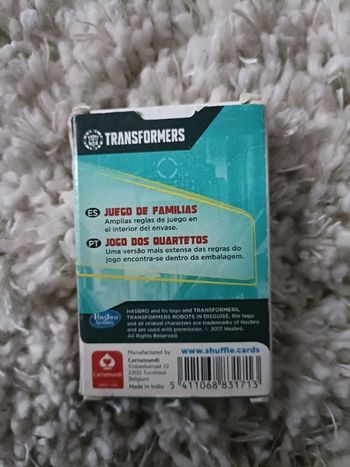 TRANSFORMERS
ES JUEGO DE FAMILIAS
Amplias reglas de juego en
el interior del envase.
PT JOGO DOS QUARTETOS
Uma versão mais extensa das regras do
jogo encontra-se dentro da embalagem.
Hasbro
HASBRO and its logo and TRANSFORMERS,
TRANSFORMERS ROBOTS IN DISGUISE, the logo
and all related characters are trademarks of Hasbro
and are used with permission. © 2017 Hasbro.
All Rights Reserved.
Manufactured by
Cartamundi
Visbeekstraat 22
2300 Turnhout
Belgium
Made in India
www.shuffle.cards
Cartamundi
5 411068 831713